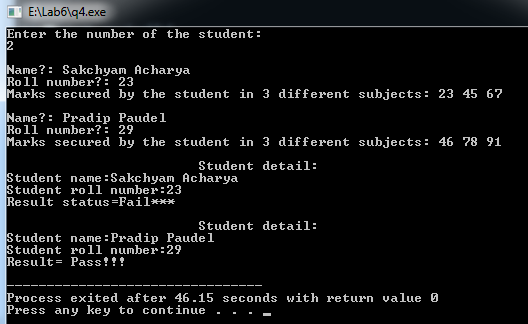 E:\Lab6\q4.exe
Enter the number of the student:
2
Name?: Sakchyam Acharya
Roll number?: 23
Marks secured by the student in 3 different subjects: 23 45 67
Name?: Pradip Paudel
Roll number?: 29
Marks secured by the student in 3 different subjects: 46 78 91
Student detail:
Student name:Sakchyam Acharya
Student roll number:23
Result status=Fail***
Student detail:
Student name:Pradip Paudel
Student roll number:29
Result= Pass!!!
--------------------------------
Process exited after 46.15 seconds with return value 0
Press any key to continue . . . _